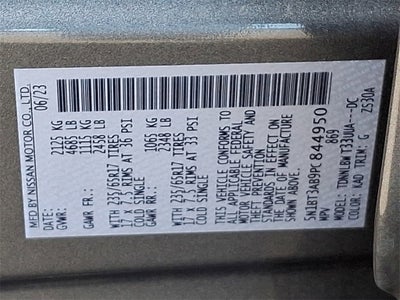 MFD BY NISSAN MOTOR CO., LTD.
06/23
DATE:
GVWR: 2125 KG
4685 LB
GAWR FR.: 1115 KG
2458 LB
WITH 235/65R17 TIRES
17 X 7.5 RIMS AT 36 PSI
COLD SINGLE
GAWR RR.: 1065 KG
2348 LB
WITH 235/65R17 TIRES
17 X 7.5 RIMS AT 33 PSI
COLD SINGLE
THIS VEHICLE CONFORMS TO
ALL APPLICABLE FEDERAL
MOTOR VEHICLE SAFETY AND
THEFT PREVENTION
STANDARDS IN EFFECT ON
THE DATE OF MANUFACTURE
SHOWN ABOVE.
5N1BT3AB9PC844950
MPV 869
MODEL: TDWN
COLOR: KAD TRIM: G
2S30A